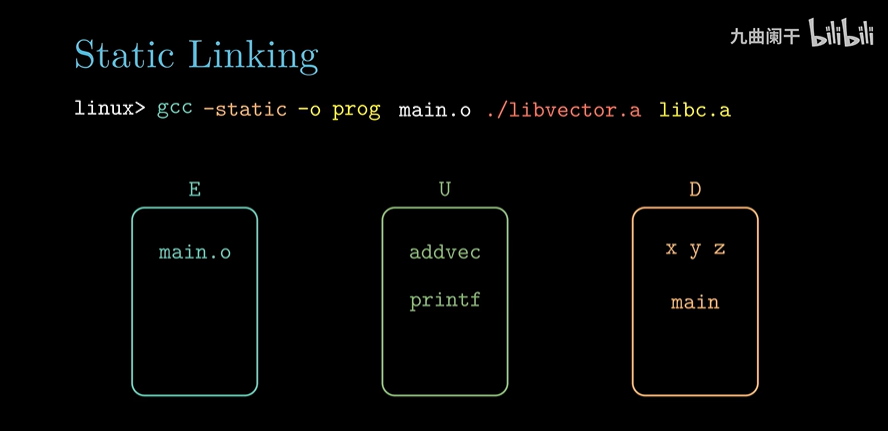 九曲阑干 bilibili
Static Linking
linux> gcc -static -o prog main.o ./libvector.a libc.a
E U D
main.o addvec x y z
printf main